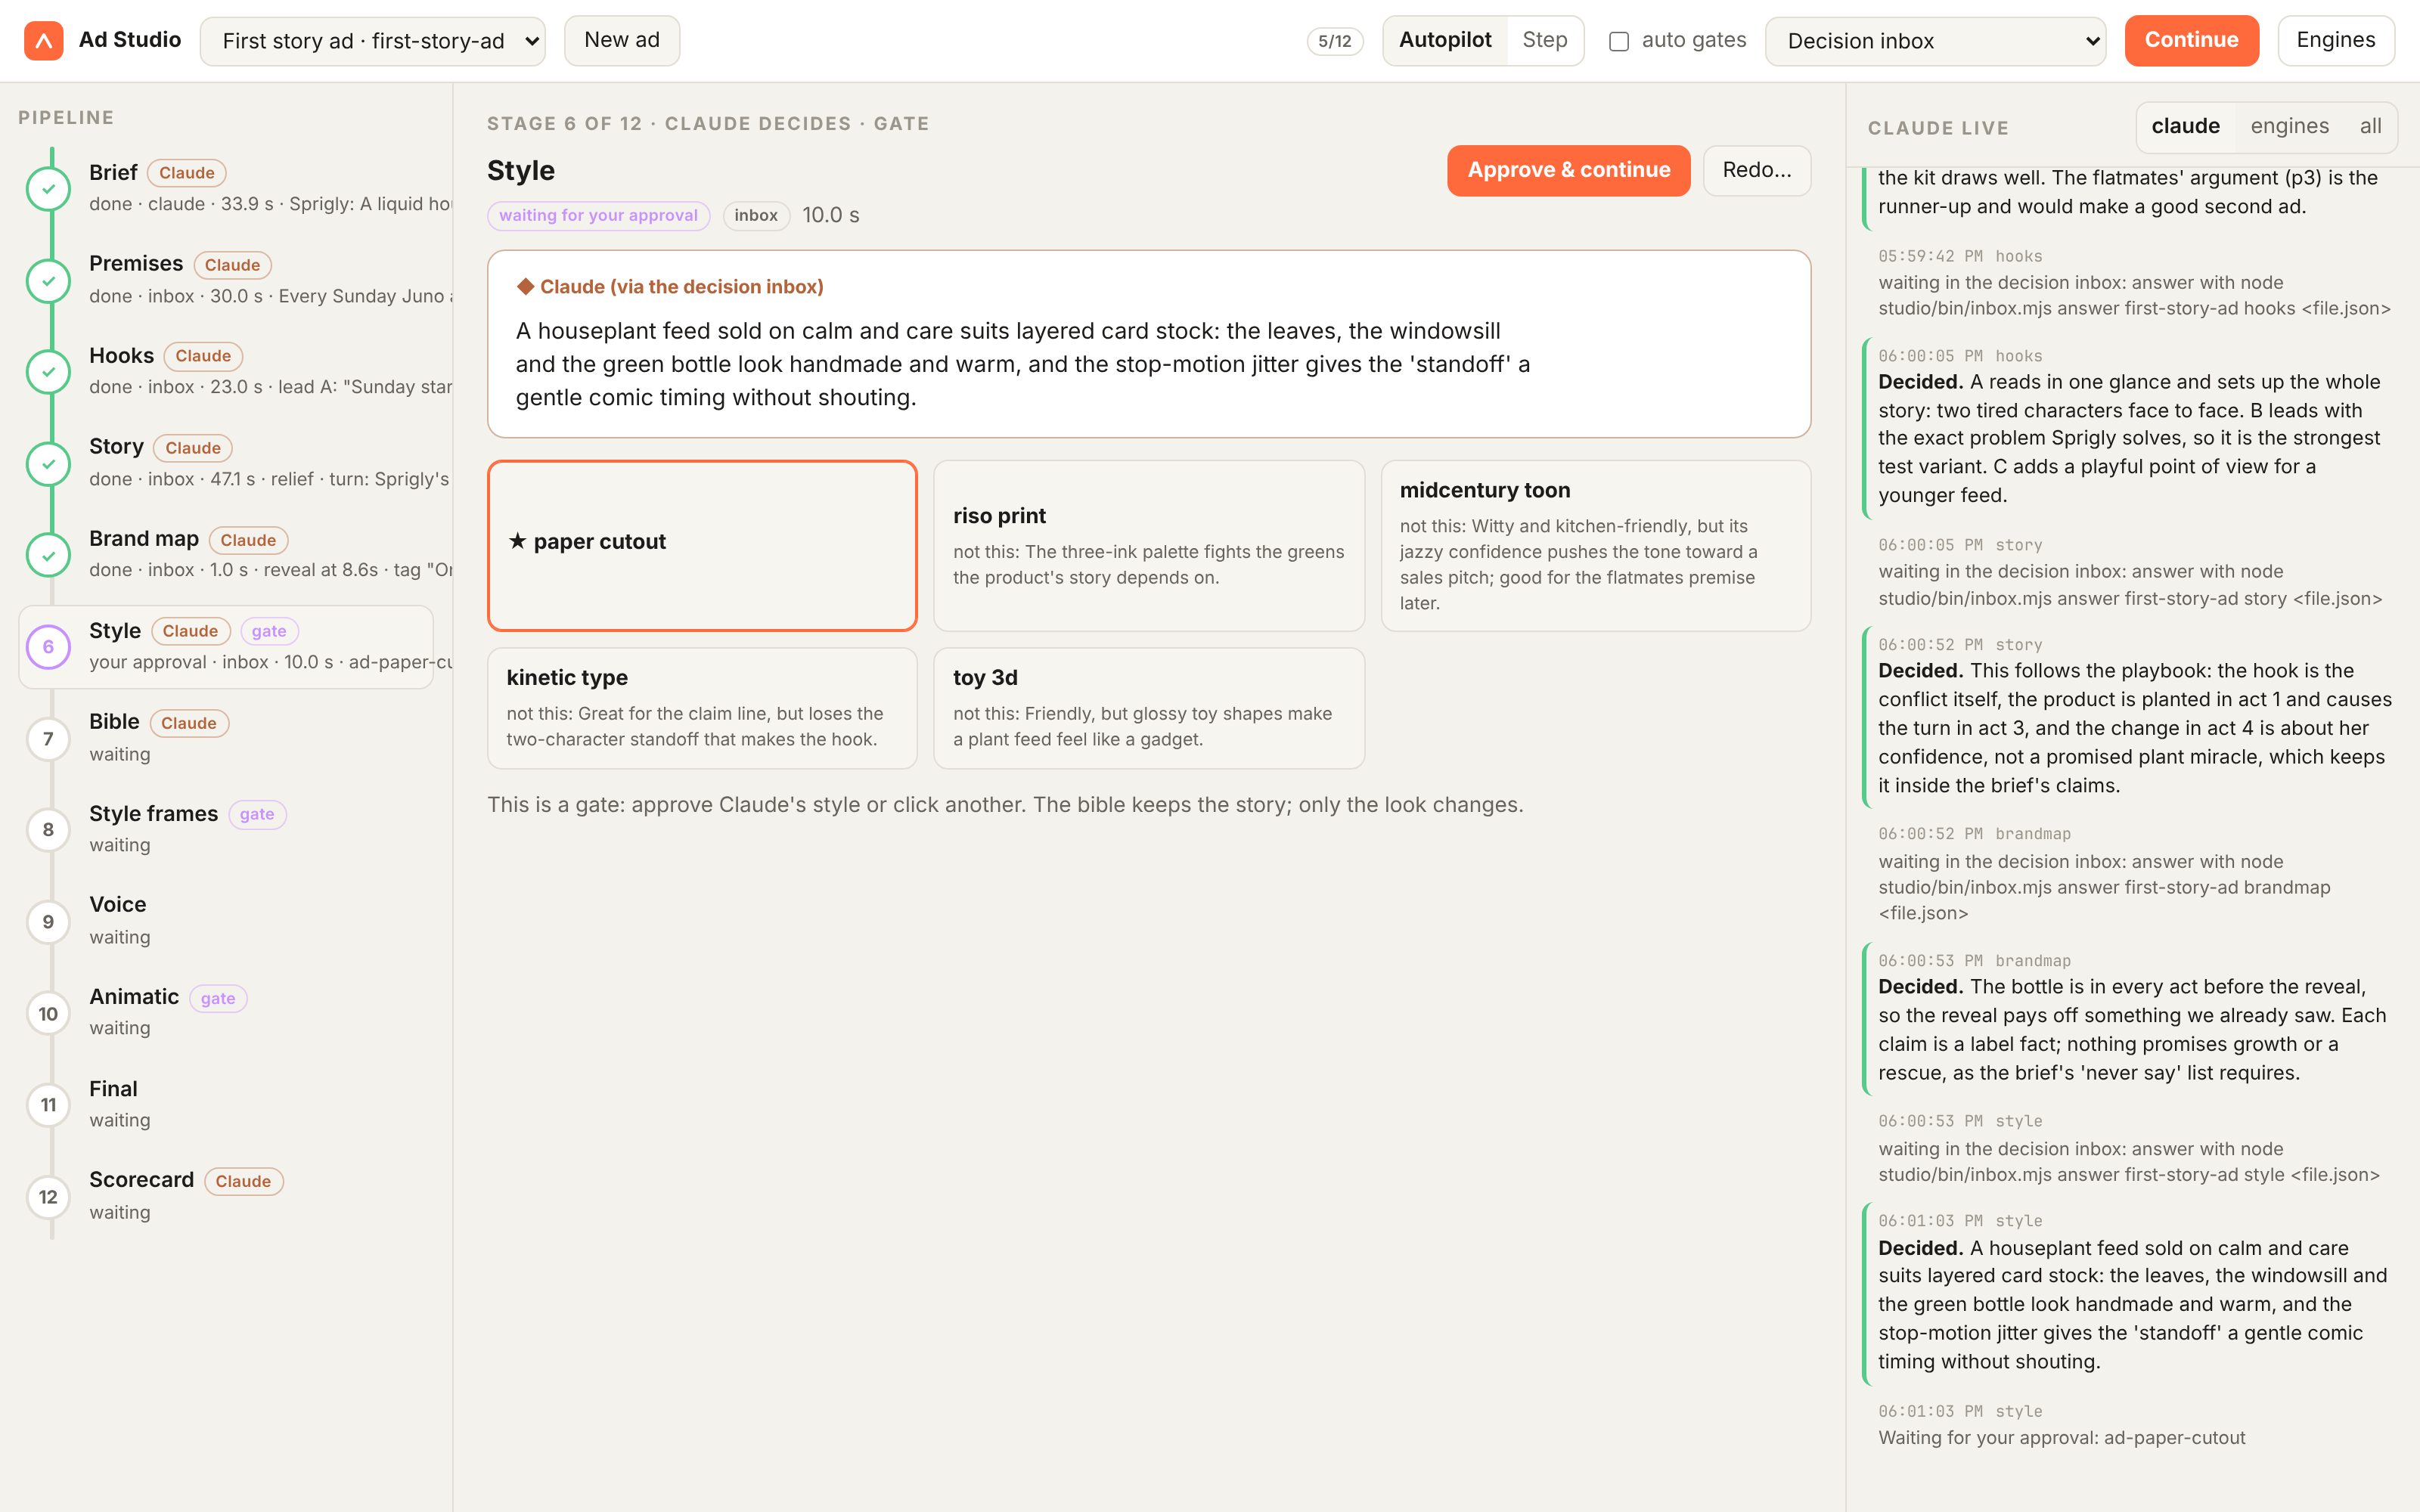 Ad Studio
First story ad · first-story-ad
New ad
5/12
Autopilot
Step
auto gates
Decision inbox
Continue
Engines
PIPELINE
Brief Claude
done · claude · 33.9 s · Sprigly: A liquid ho
Premises Claude
done · inbox · 30.0 s · Every Sunday Juno
Hooks Claude
done · inbox · 23.0 s · lead A: "Sunday star
Story Claude
done · inbox · 47.1 s · relief · turn: Sprigly's
Brand map Claude
done · inbox · 1.0 s · reveal at 8.6s · tag "Or
6
Style Claude gate
your approval · inbox · 10.0 s · ad-paper-cu
7
Bible Claude
waiting
8
Style frames gate
waiting
9
Voice
waiting
10
Animatic gate
waiting
11
Final
waiting
12
Scorecard Claude
waiting
STAGE 6 OF 12 · CLAUDE DECIDES · GATE
Style
Approve & continue
Redo...
waiting for your approval
inbox
10.0 s
◆ Claude (via the decision inbox)
A houseplant feed sold on calm and care suits layered card stock: the leaves, the windowsill
and the green bottle look handmade and warm, and the stop-motion jitter gives the 'standoff' a
gentle comic timing without shouting.
★ paper cutout
riso print
not this: The three-ink palette fights the greens
the product's story depends on.
midcentury toon
not this: Witty and kitchen-friendly, but its
jazzy confidence pushes the tone toward a
sales pitch; good for the flatmates premise
later.
kinetic type
not this: Great for the claim line, but loses the
two-character standoff that makes the hook.
toy 3d
not this: Friendly, but glossy toy shapes make
a plant feed feel like a gadget.
This is a gate: approve Claude's style or click another. The bible keeps the story; only the look changes.
CLAUDE LIVE
claude
engines
all
the kit draws well. The flatmates' argument (p3) is the
runner-up and would make a good second ad.
05:59:42 PM hooks
waiting in the decision inbox: answer with node
studio/bin/inbox.mjs answer first-story-ad hooks <file.json>
06:00:05 PM hooks
Decided. A reads in one glance and sets up the whole
story: two tired characters face to face. B leads with
the exact problem Sprigly solves, so it is the strongest
test variant. C adds a playful point of view for a
younger feed.
06:00:05 PM story
waiting in the decision inbox: answer with node
studio/bin/inbox.mjs answer first-story-ad story <file.json>
06:00:52 PM story
Decided. This follows the playbook: the hook is the
conflict itself, the product is planted in act 1 and causes
the turn in act 3, and the change in act 4 is about her
confidence, not a promised plant miracle, which keeps
it inside the brief's claims.
06:00:52 PM brandmap
waiting in the decision inbox: answer with node
studio/bin/inbox.mjs answer first-story-ad brandmap
<file.json>
06:00:53 PM brandmap
Decided. The bottle is in every act before the reveal,
so the reveal pays off something we already saw. Each
claim is a label fact; nothing promises growth or a
rescue, as the brief's 'never say' list requires.
06:00:53 PM style
waiting in the decision inbox: answer with node
studio/bin/inbox.mjs answer first-story-ad style <file.json>
06:01:03 PM style
Decided. A houseplant feed sold on calm and care
suits layered card stock: the leaves, the windowsill and
the green bottle look handmade and warm, and the
stop-motion jitter gives the 'standoff' a gentle comic
timing without shouting.
06:01:03 PM style
Waiting for your approval: ad-paper-cutout